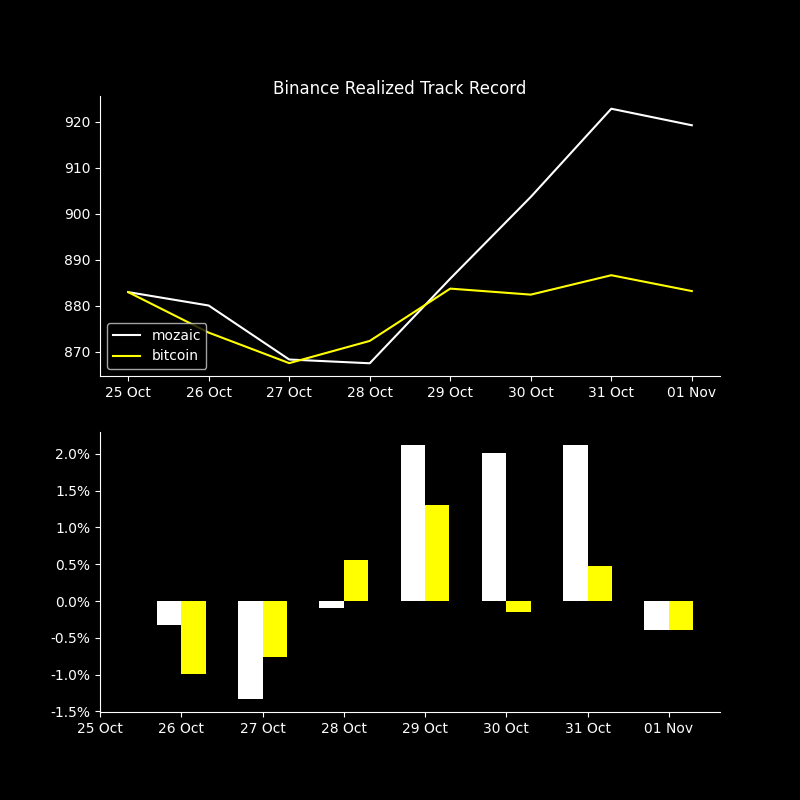 Binance Realized Track Record
920
910
900
890
880
870
mozaic
bitcoin
25 Oct 26 Oct 27 Oct 28 Oct 29 Oct 30 Oct 31 Oct 01 Nov
2.0%
1.5%
1.0%
0.5%
0.0%
-0.5%
-1.0%
-1.5%
25 Oct 26 Oct 27 Oct 28 Oct 29 Oct 30 Oct 31 Oct 01 Nov